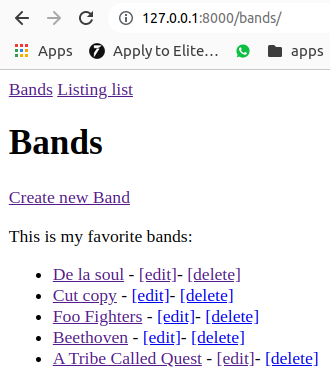 127.0.0.1:8000/bands/
Apps Apply to Elite… apps
Bands Listing list
Bands
Create new Band
This is my favorite bands:
De la soul - [edit]- [delete]
Cut copy - [edit]- [delete]
Foo Fighters - [edit]- [delete]
Beethoven - [edit]- [delete]
A Tribe Called Quest - [edit]- [delete]